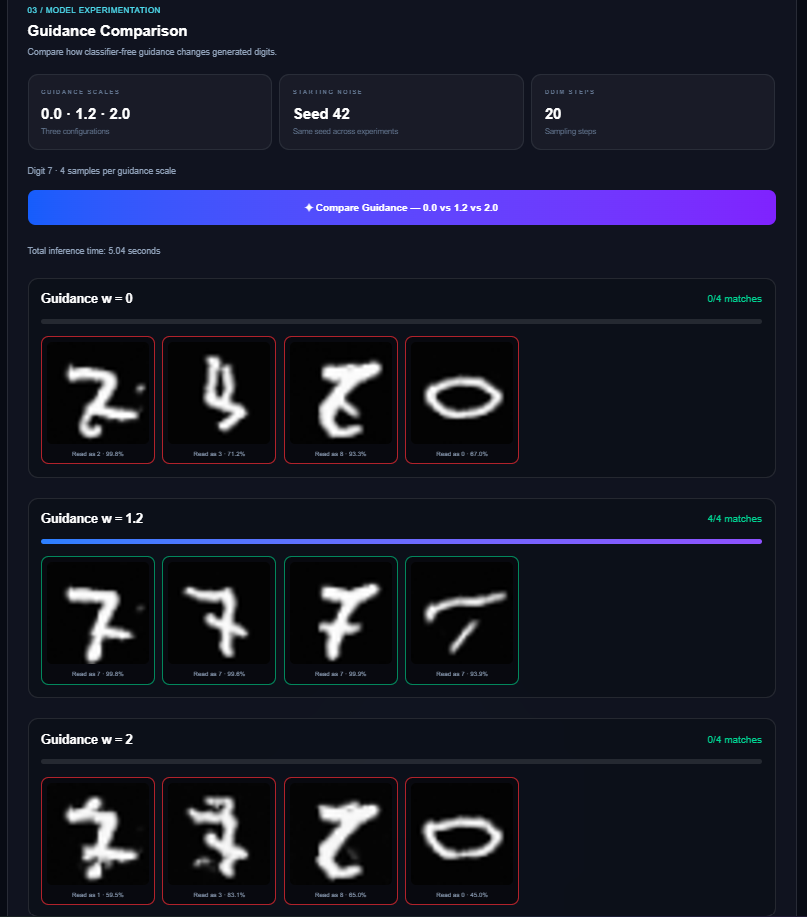 03 / MODEL EXPERIMENTATION
Guidance Comparison
Compare how classifier-free guidance changes generated digits.
GUIDANCE SCALES
0.0 · 1.2 · 2.0
Three configurations
STARTING NOISE
Seed 42
Same seed across experiments
DDIM STEPS
20
Sampling steps
Digit 7 · 4 samples per guidance scale
✦ Compare Guidance — 0.0 vs 1.2 vs 2.0
Total inference time: 5.04 seconds
Guidance w = 0
0/4 matches
Read as 2 · 99.8%
Read as 3 · 71.2%
Read as 8 · 93.3%
Read as 0 · 67.0%
Guidance w = 1.2
4/4 matches
7 7 7 7
Read as 7 · 99.8%
Read as 7 · 99.6%
Read as 7 · 99.9%
Read as 7 · 93.9%
Guidance w = 2
0/4 matches
Read as 1 · 59.5%
Read as 3 · 83.1%
Read as 8 · 65.0%
Read as 0 · 45.0%